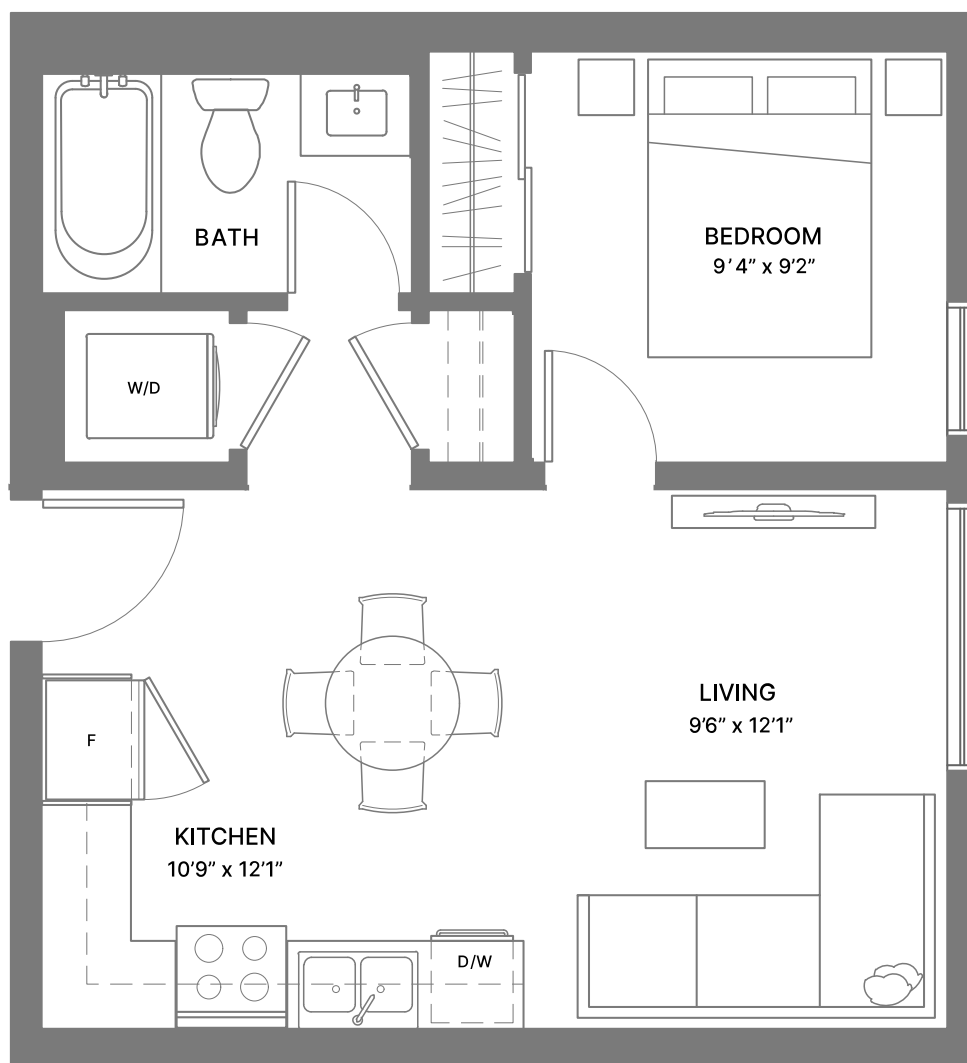 BATH
BEDROOM
9’4” x 9’2”
W/D
LIVING
9’6” x 12’1”
F
KITCHEN
10’9” x 12’1”
D/W